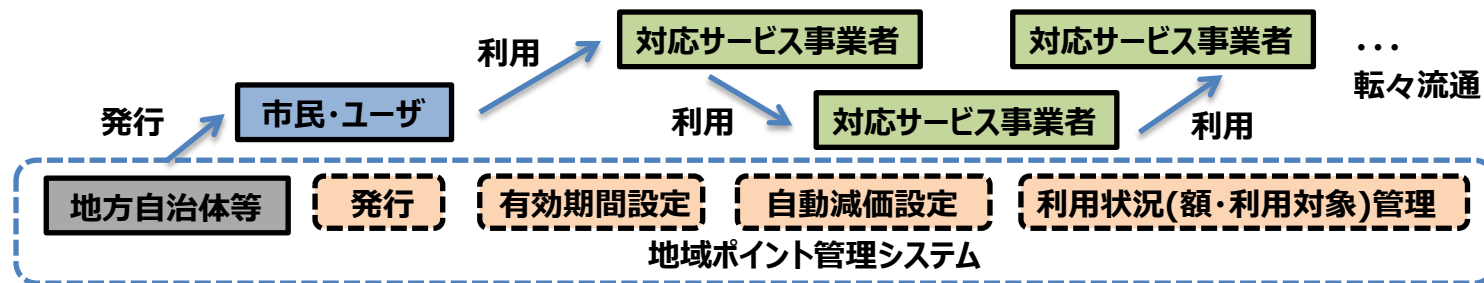 対応サービス事業者
対応サービス事業者
・・・
利用
転々流通
市民・ユーザ
発行
利用
対応サービス事業者
利用
地方自治体等
発行
有効期間設定
自動減価設定
利用状況(額・利用対象)管理
地域ポイント管理システム